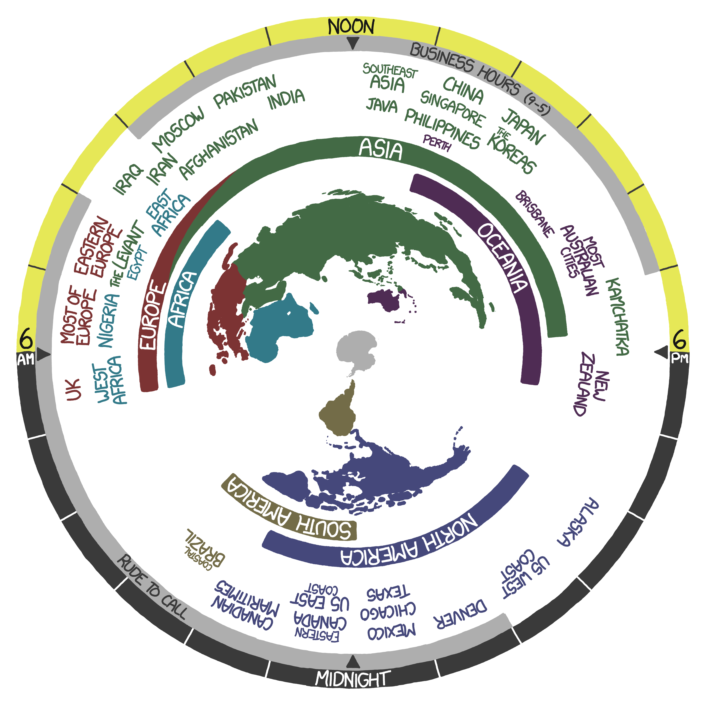 NOON
BUSINESS HOURS (9-5)
SOUTHEAST
ASIA
CHINA
PAKISTAN
INDIA
JAVA
SINGAPORE
JAPAN
MOSCOW
PHILIPPINES
THE
KOREAS
AFGHANISTAN
PERTH
IRAN
IRAQ
ASIA
EAST
AFRICA
BRISBANE
EASTERN
EUROPE
THE LEVANT
EGYPT
OCEANIA
MOST
AUSTRALIAN
CITIES
MOST OF
EUROPE
NIGERIA
EUROPE
AFRICA
KAMCHATKA
6
AM
6
PM
UK
WEST
AFRICA
NEW
ZEALAND
SOUTH AMERICA
NORTH AMERICA
ALASKA
COASTAL
BRAZIL
US WEST
COAST
RUDE TO CALL
CANADIAN
MARITIMES
US EAST
COAST
EASTERN
CANADA
TEXAS
CHICAGO
MEXICO
DENVER
MIDNIGHT